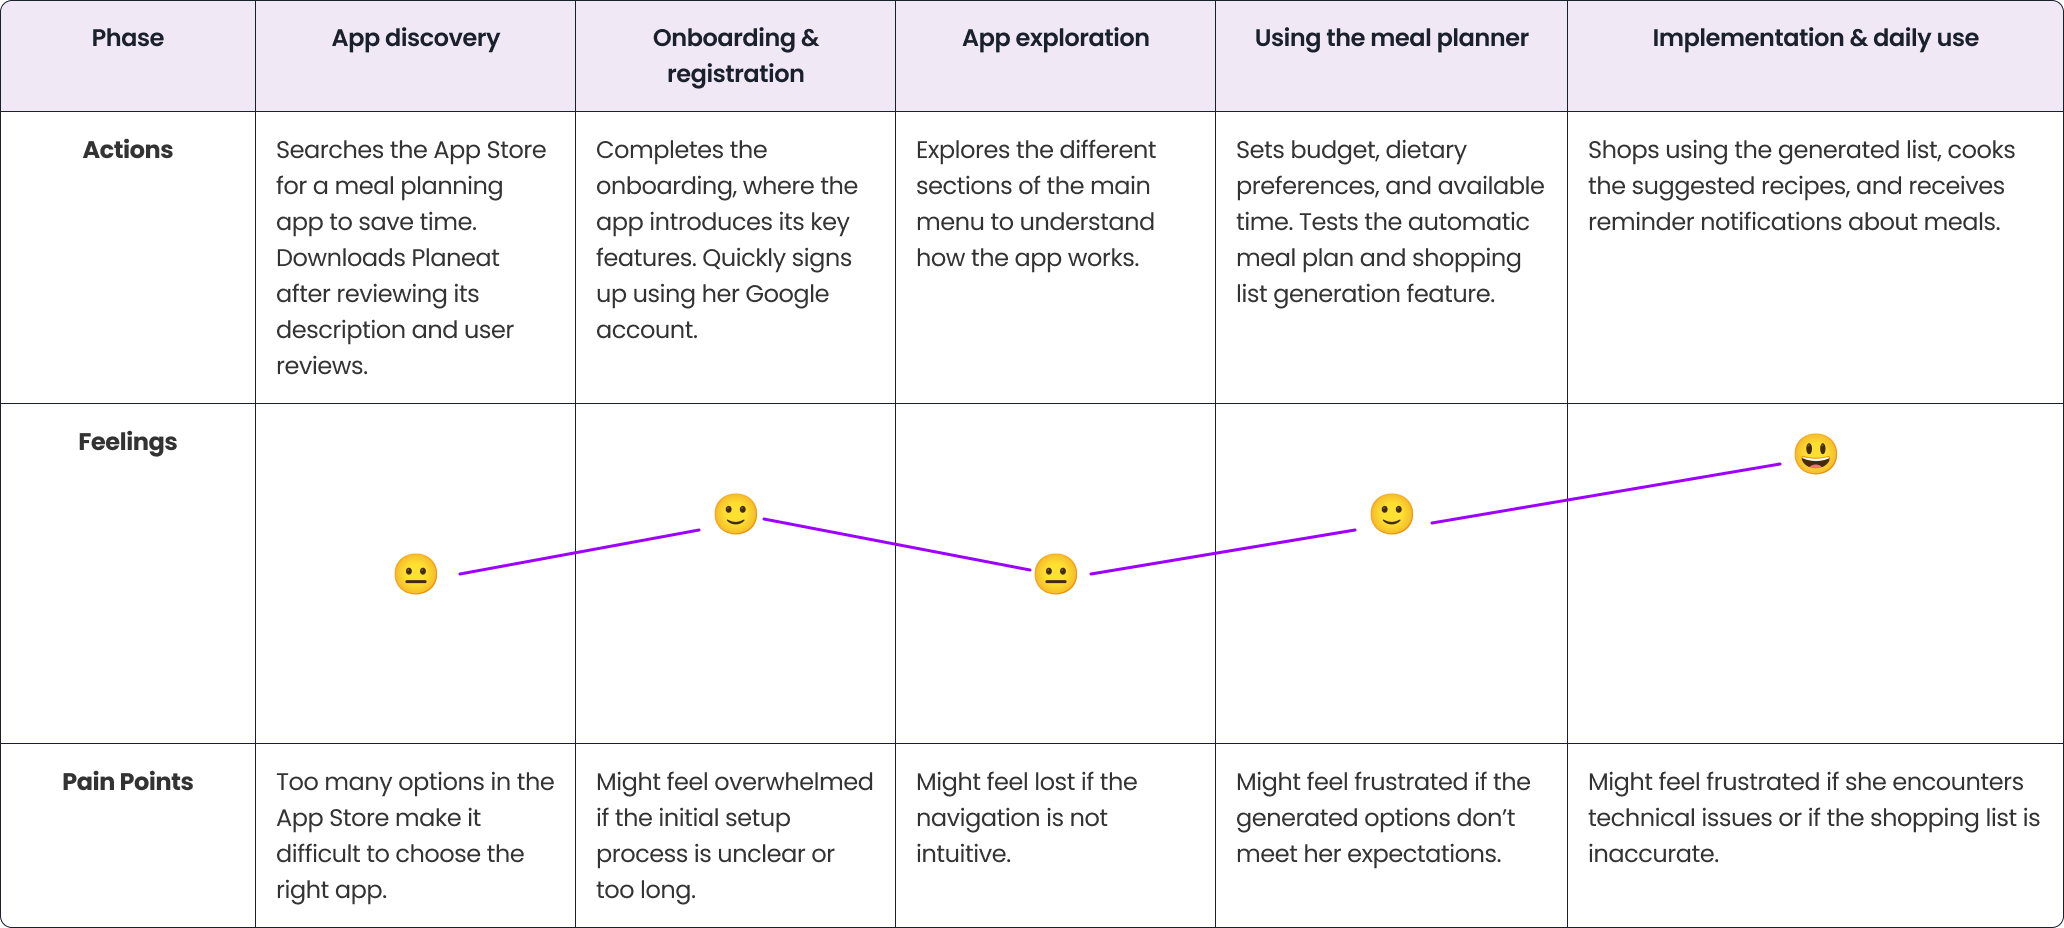 Phase
App discovery
Onboarding &
registration
App exploration
Using the meal planner
Implementation & daily use
Actions
Searches the App Store
for a meal planning
app to save time.
Downloads Planeat
after reviewing its
description and user
reviews.
Completes the
onboarding, where the
app introduces its key
features. Quickly signs
up using her Google
account.
Explores the different
sections of the main
menu to understand
how the app works.
Sets budget, dietary
preferences, and available
time. Tests the automatic
meal plan and shopping
list generation feature.
Shops using the generated list, cooks
the suggested recipes, and receives
reminder notifications about meals.
Feelings
Pain Points
Too many options in the
App Store make it
difficult to choose the
right app.
Might feel overwhelmed
if the initial setup
process is unclear or
too long.
Might feel lost if the
navigation is not
intuitive.
Might feel frustrated if the
generated options don’t
meet her expectations.
Might feel frustrated if she encounters
technical issues or if the shopping list is
inaccurate.